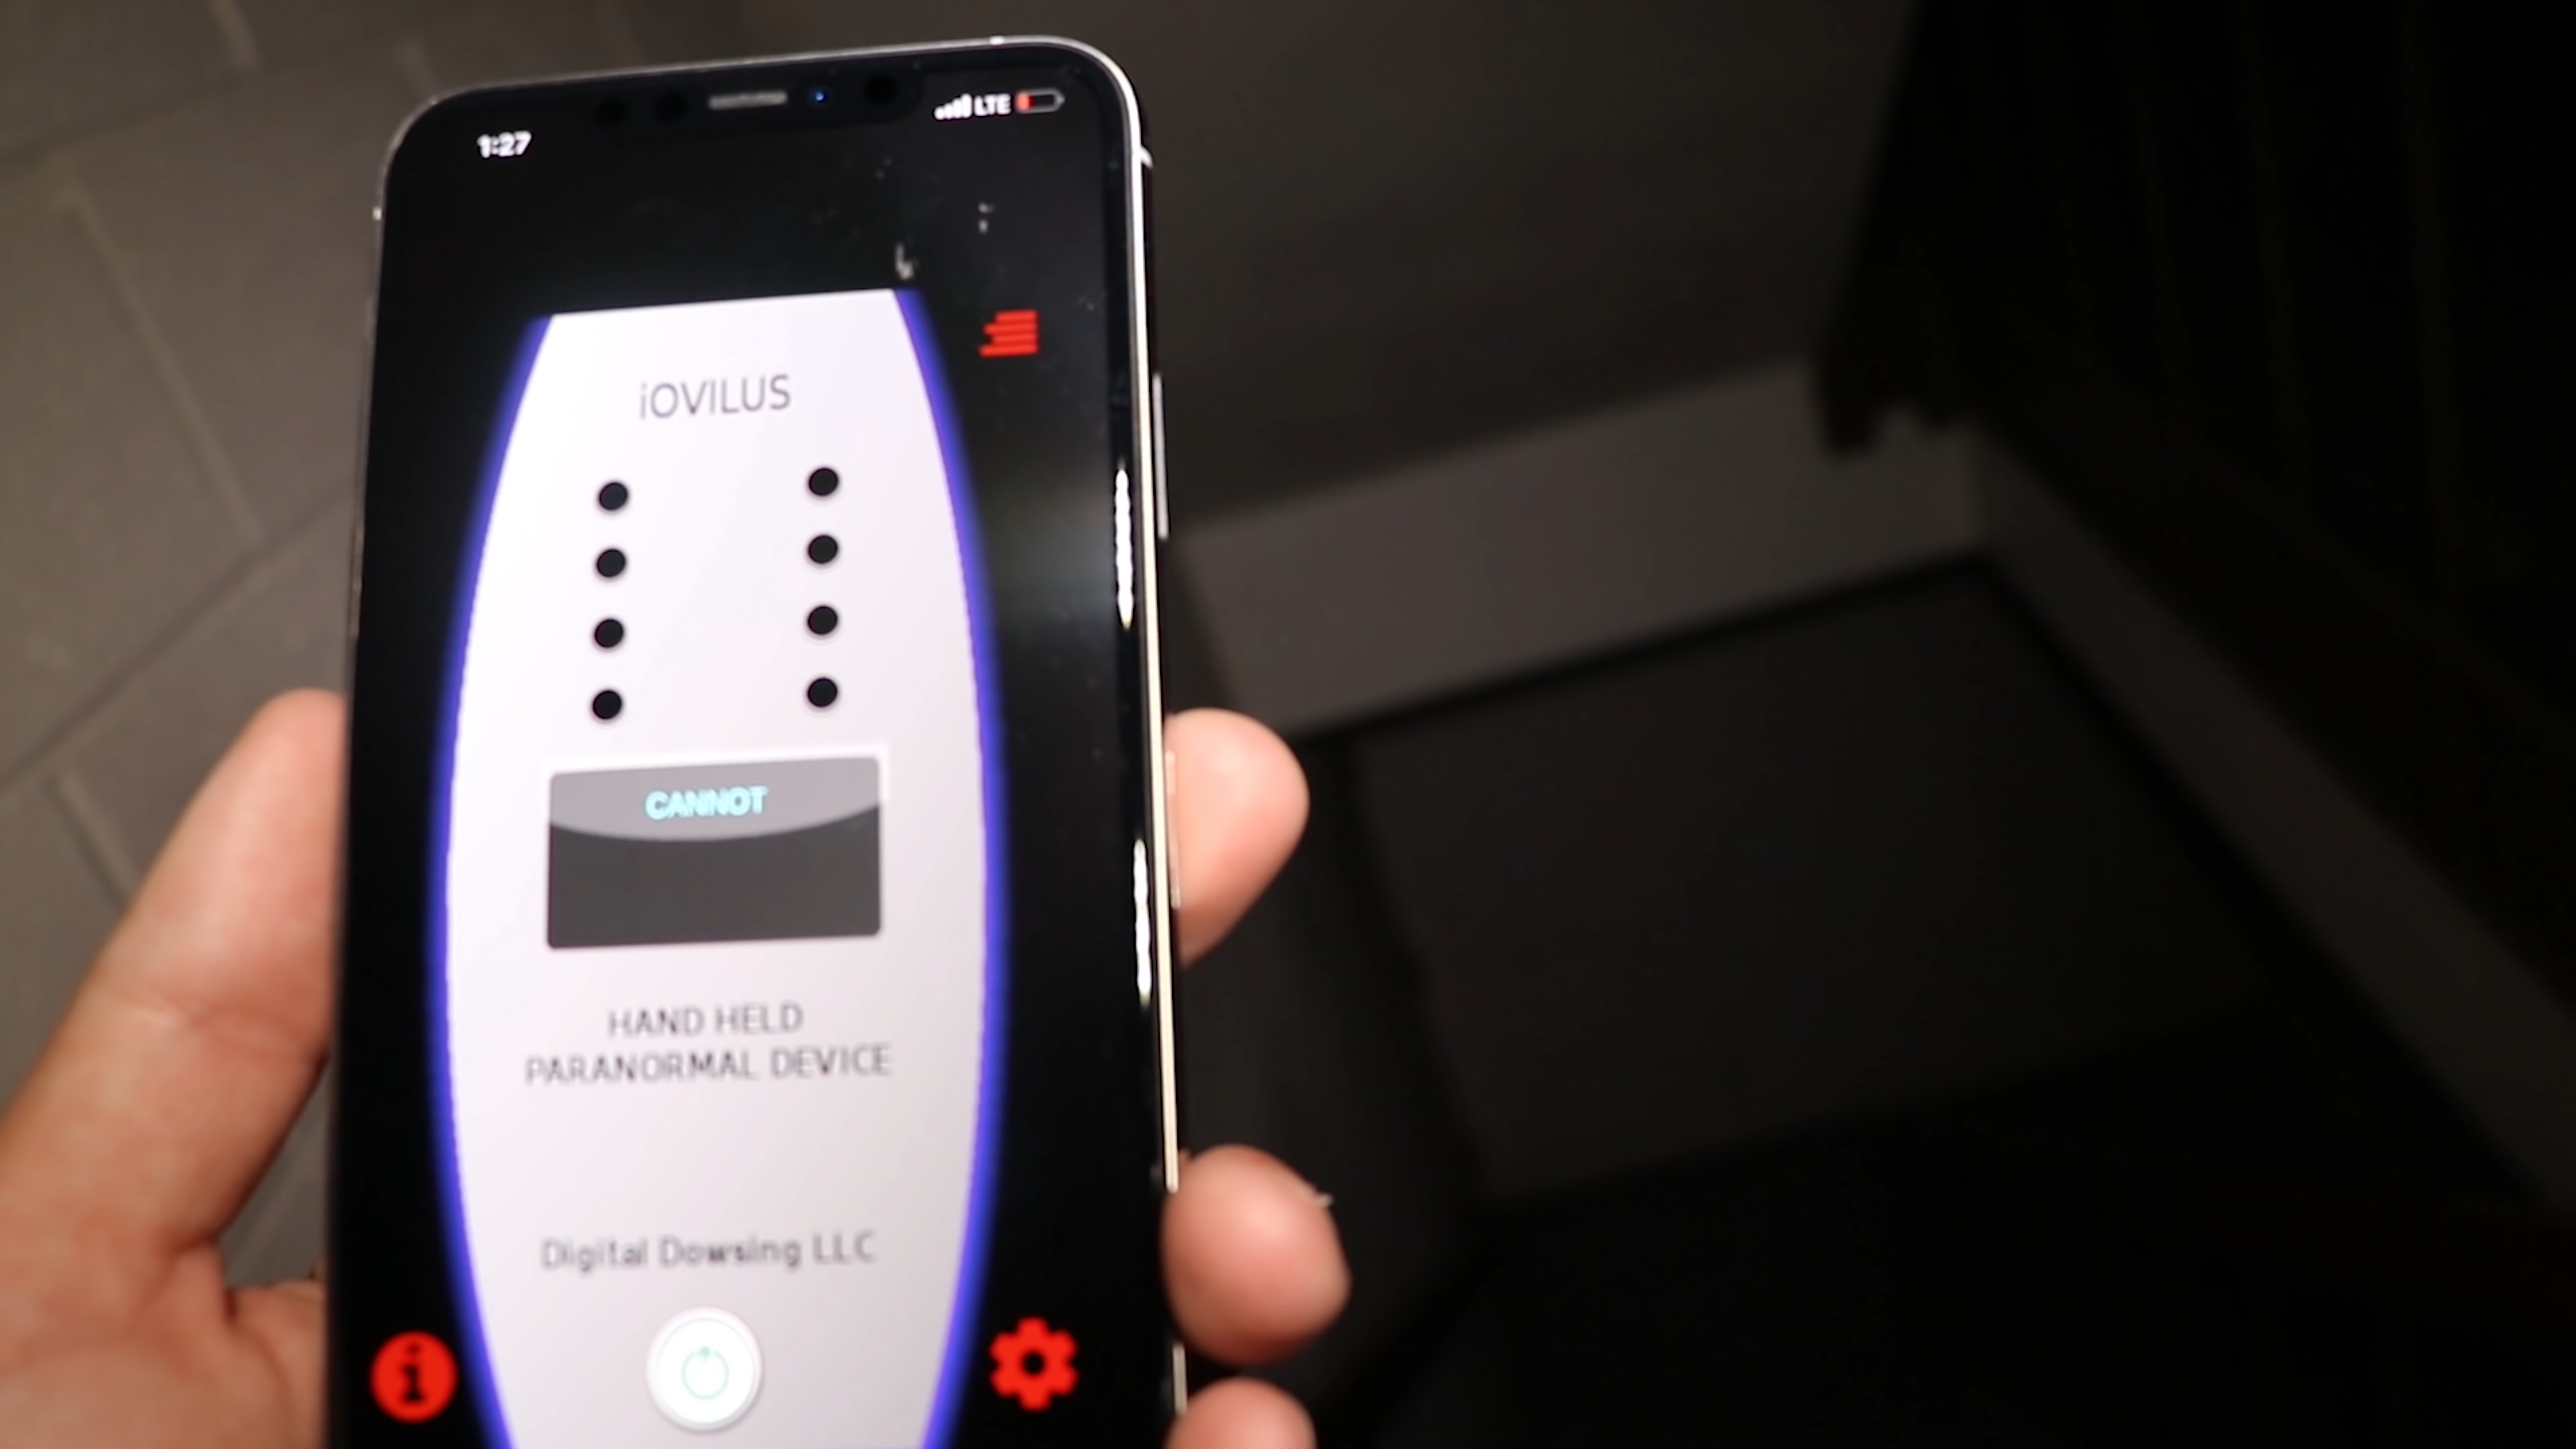 1:27
LTE
iOVILUS
CANNOT
HAND HELD
PARANORMAL DEVICE
Digital Dowsing LLC